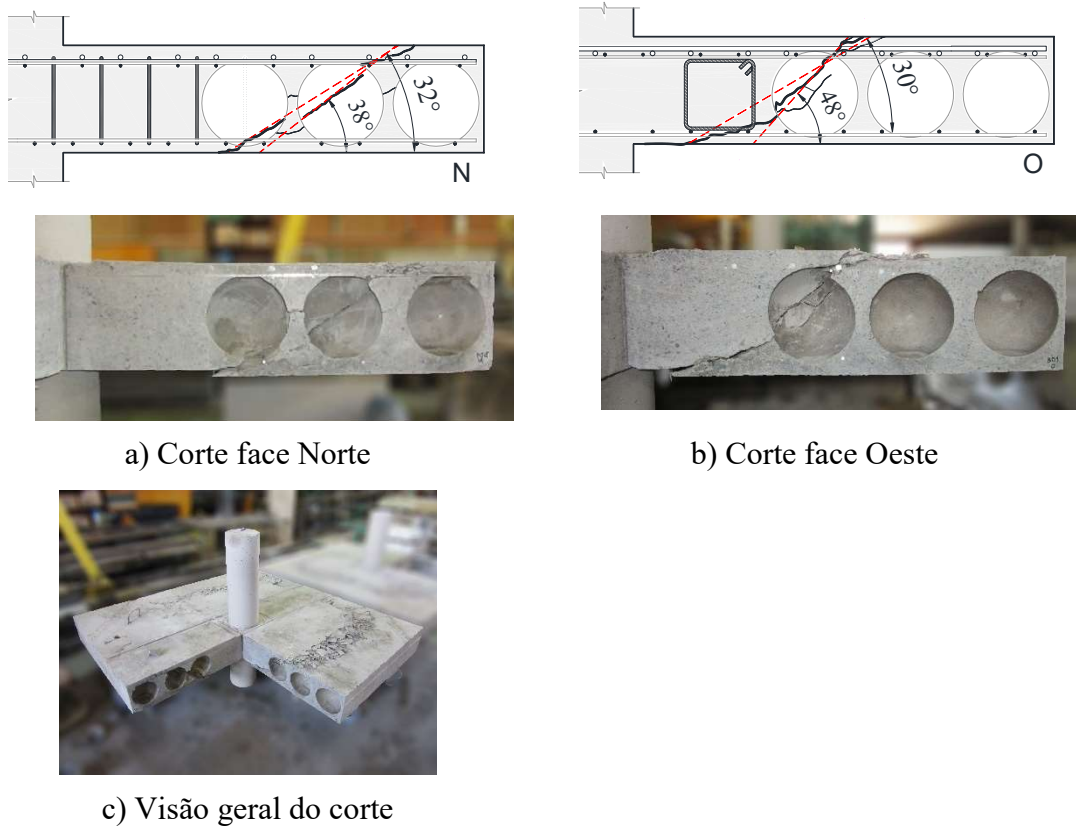 32°
38°
N
30°
48°
O
a) Corte face Norte
b) Corte face Oeste
c) Visão geral do corte